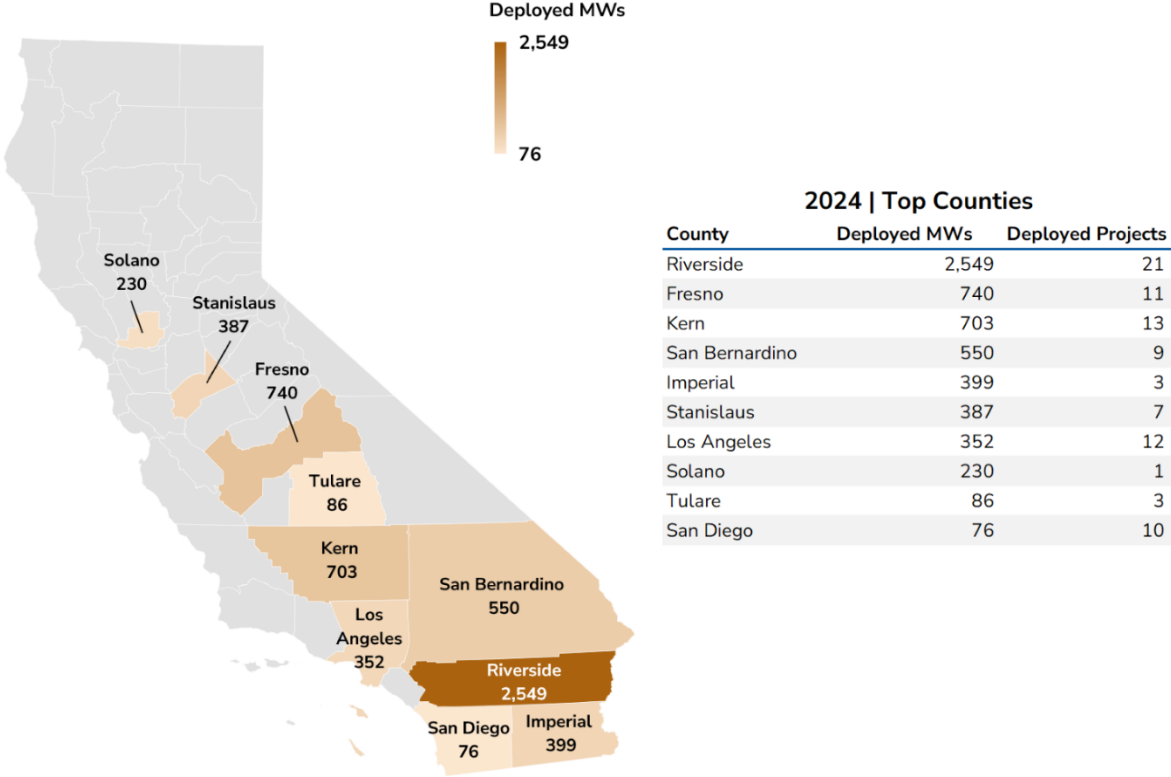 Deployed MWs
2,549
76
Solano
230
Stanislaus
387
Fresno
740
Tulare
86
Kern
703
San Bernardino
550
Los
Angeles
352
Riverside
2,549
San Diego
76
Imperial
399
2024 | Top Counties
County Deployed MWs Deployed Projects
Riverside 2,549 21
Fresno 740 11
Kern 703 13
San Bernardino 550 9
Imperial 399 3
Stanislaus 387 7
Los Angeles 352 12
Solano 230 1
Tulare 86 3
San Diego 76 10